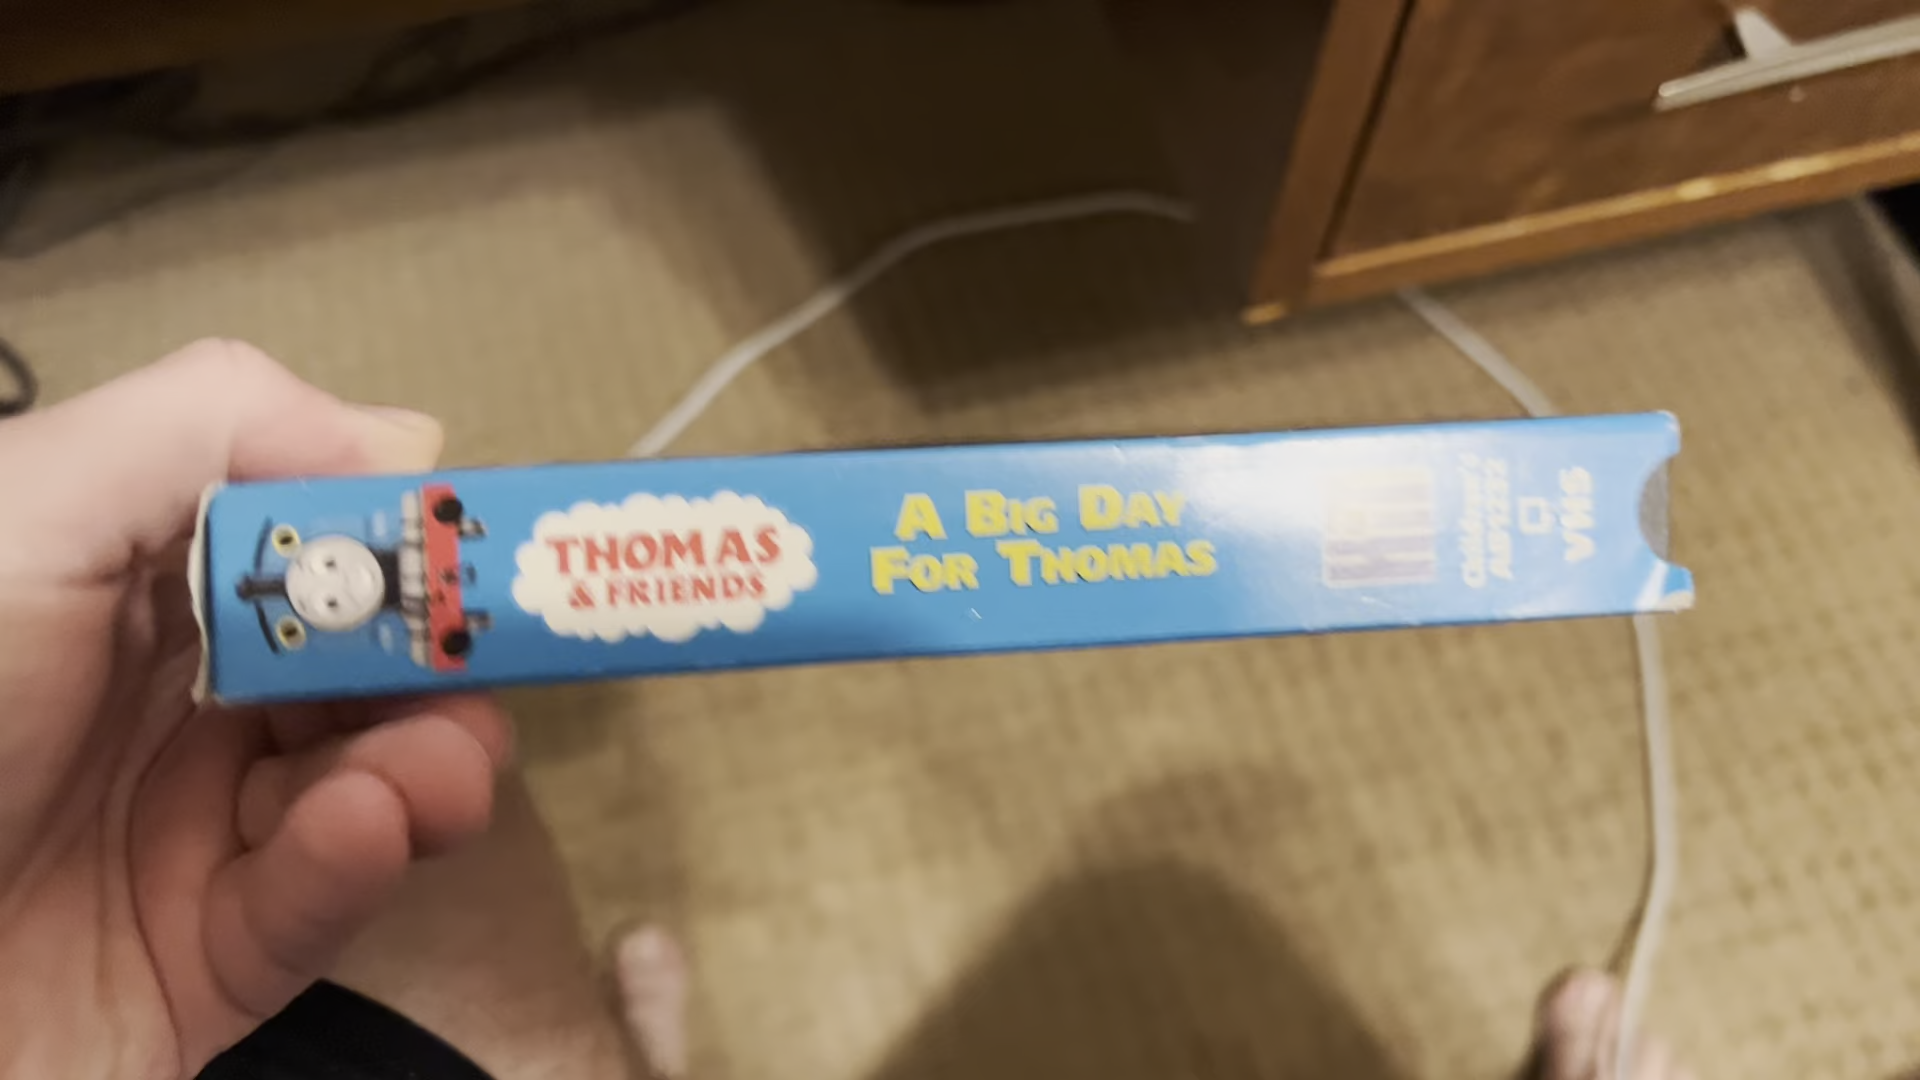 THOMAS
& FRIENDS
A BIG DAY
FOR THOMAS
VHS